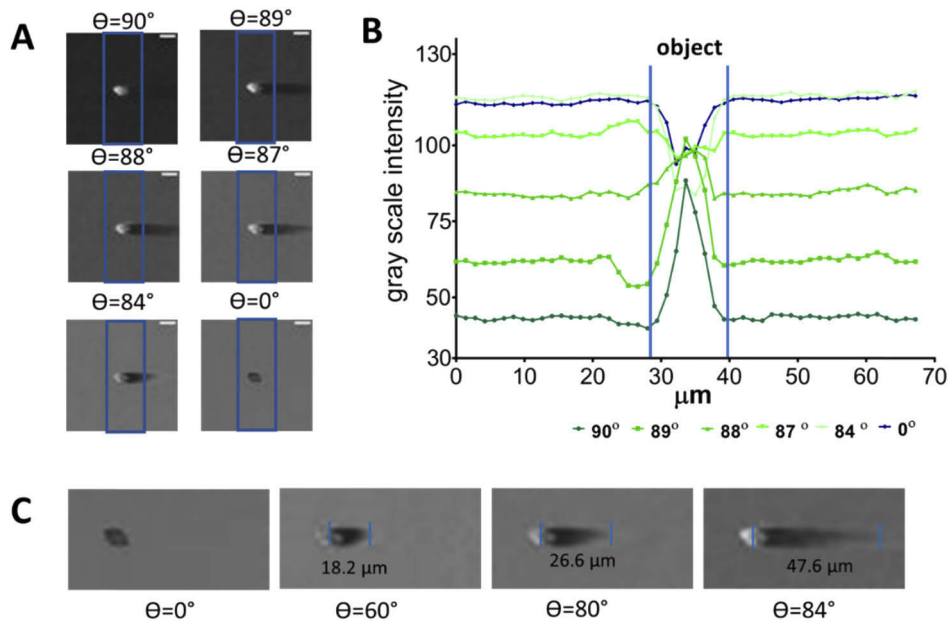 A
Ө=90°
Ө=89°
Ө=88°
Ө=87°
Ө=84°
Ө=0°
B
object
gray scale intensity
130
100
75
50
30
0
10
20
30
40
50
60
70
μm
90°
89°
88°
87 °
84 °
0°
C
18.2 μm
26.6 μm
47.6 μm
Ө=0°
Ө=60°
Ө=80°
Ө=84°